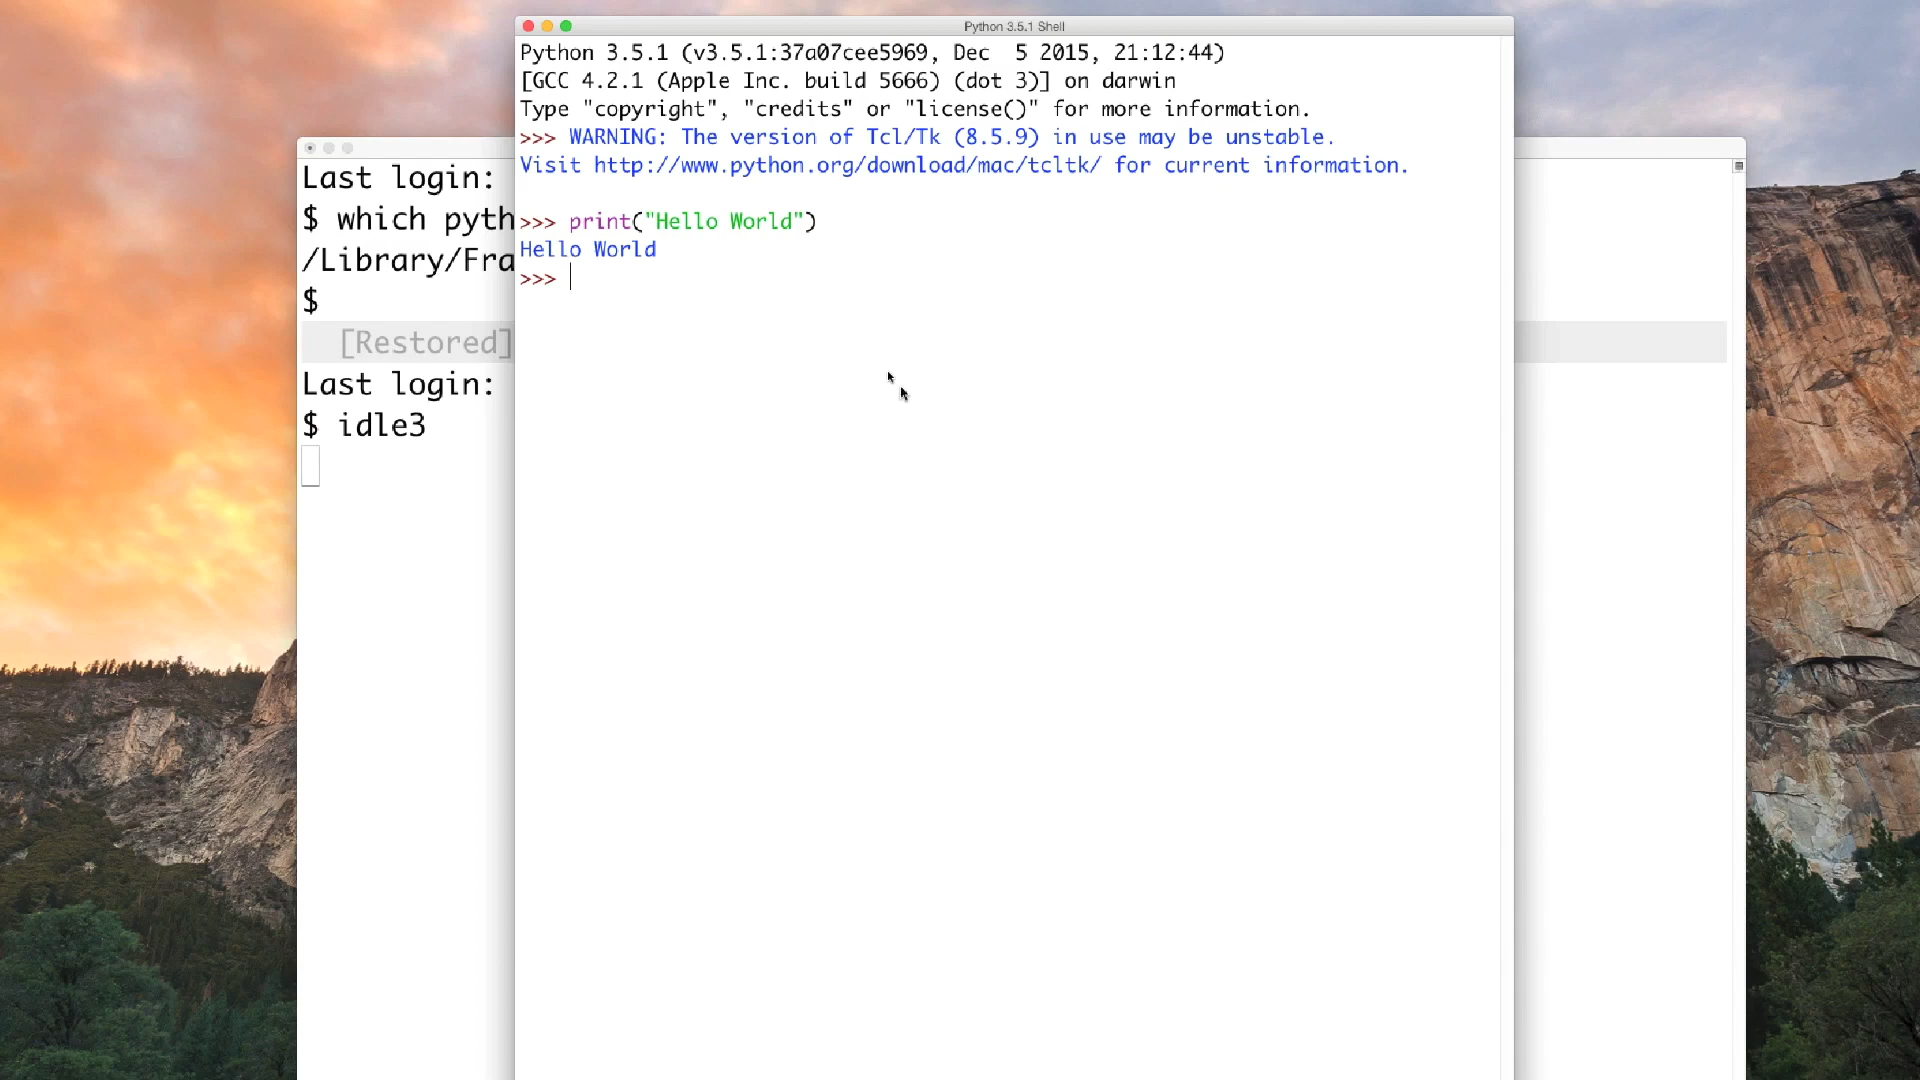 Python 3.5.1 Shell
Python 3.5.1 (v3.5.1:37a07cee5969, Dec  5 2015, 21:12:44)
[GCC 4.2.1 (Apple Inc. build 5666) (dot 3)] on darwin
Type "copyright", "credits" or "license()" for more information.
>>> WARNING: The version of Tcl/Tk (8.5.9) in use may be unstable.
Visit http://www.python.org/download/mac/tcltk/ for current information.
>>> print("Hello World")
Hello World
>>>
Last login:
$ which pyth
/Library/Fra
$
[Restored]
Last login:
$ idle3